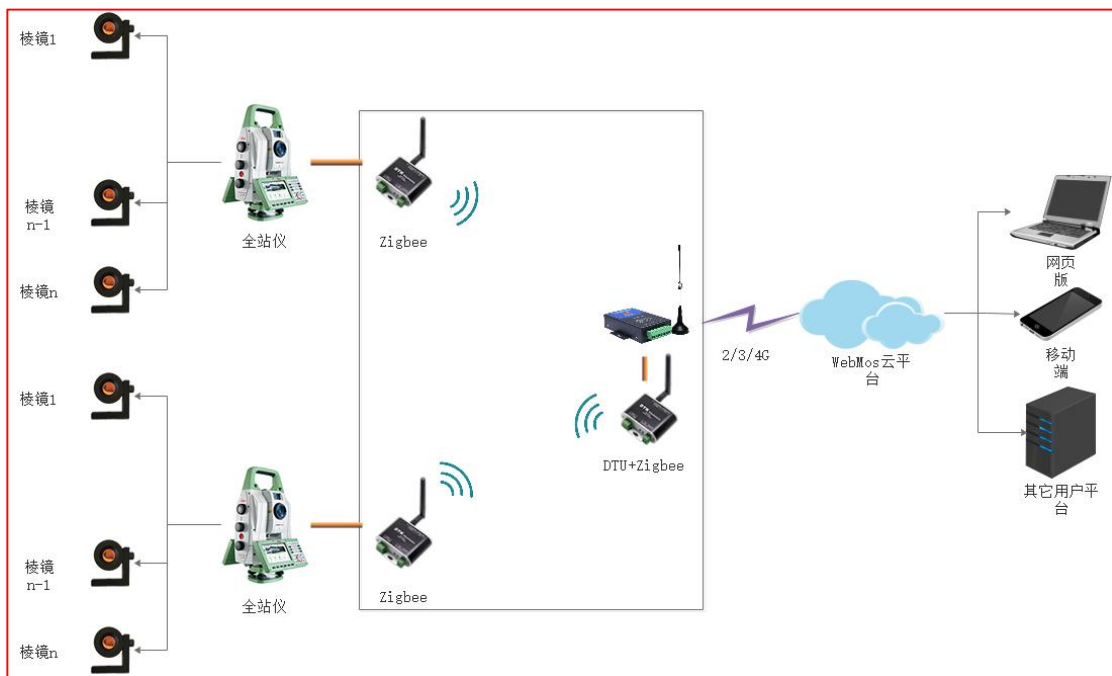 棱镜1
棱镜
n-1
棱镜n
全站仪
Zigbee
棱镜1
棱镜
n-1
棱镜n
全站仪
Zigbee
DTU+Zigbee
2/3/4G
WebMos云平
台
网页
版
移动
端
其它用户平
台